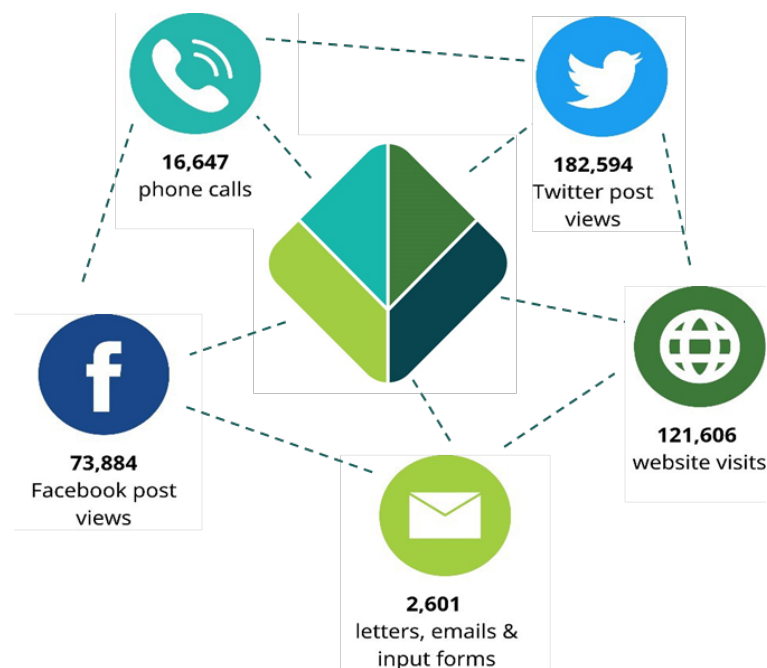 16,647
phone calls
182,594
Twitter post
views
73,884
Facebook post
views
121,606
website visits
2,601
letters, emails &
input forms